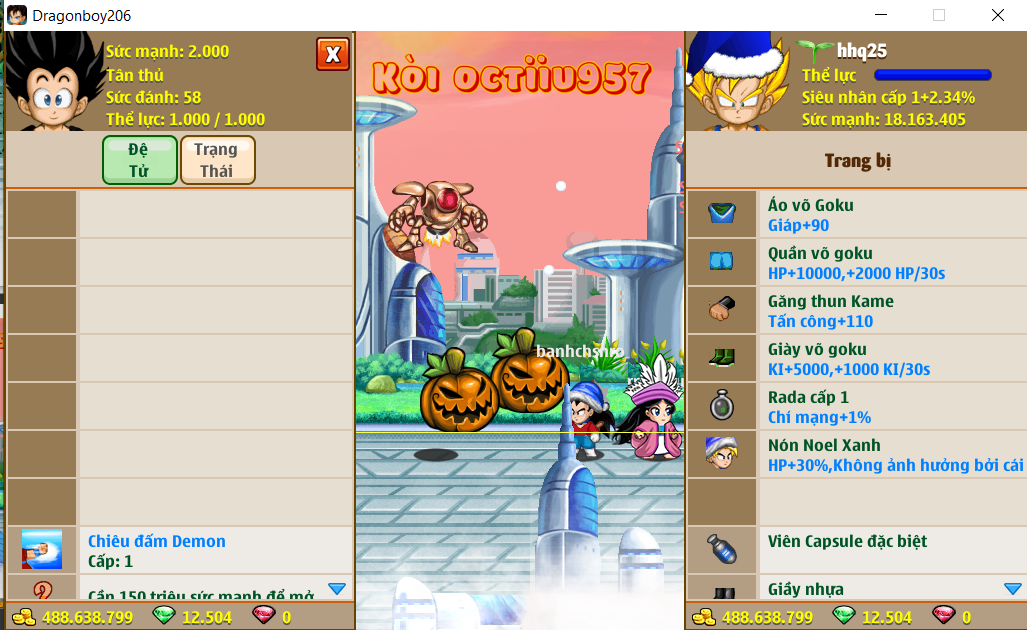 Dragonboy206
Sức mạnh: 2.000
Tân thủ
Sức đánh: 58
Thể lực: 1.000 / 1.000
X
Đệ
Tử
Trạng
Thái
Chiêu đấm Demon
Cấp: 1
Cần 150 triệu sức mạnh để mở
488.638.799
12.504
0
Kòi octiiu957
banhchsnro
hhq25
Thể lực
Siêu nhân cấp 1+2.34%
Sức mạnh: 18.163.405
Trang bị
Áo võ Goku
Giáp+90
Quần võ goku
HP+10000,+2000 HP/30s
Găng thun Kame
Tấn công+110
Giày võ goku
KI+5000,+1000 KI/30s
Rada cấp 1
Chí mạng+1%
Nón Noel Xanh
HP+30%,Không ảnh hưởng bởi cái
Viên Capsule đặc biệt
Giầy nhựa
488.638.799
12.504
0